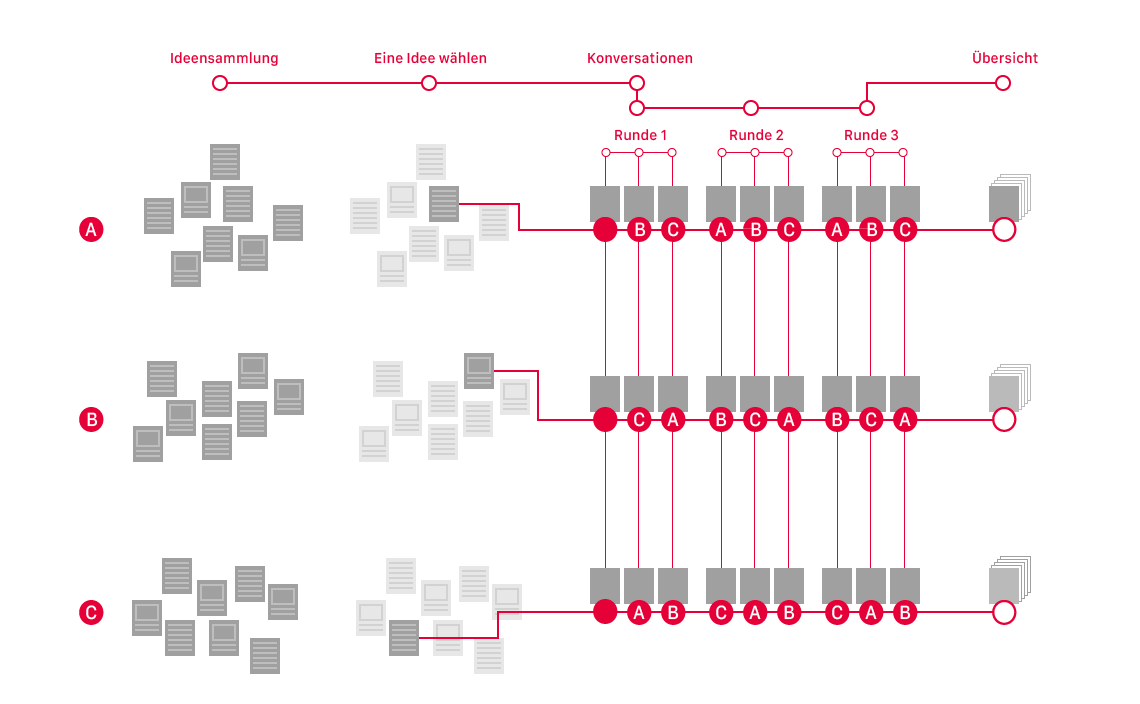 Ideensammlung
Eine Idee wählen
Konversationen
Übersicht
Runde 1
Runde 2
Runde 3
A
B C A B C A B C
B
C A B C A B C A
C
A B C A B C A B